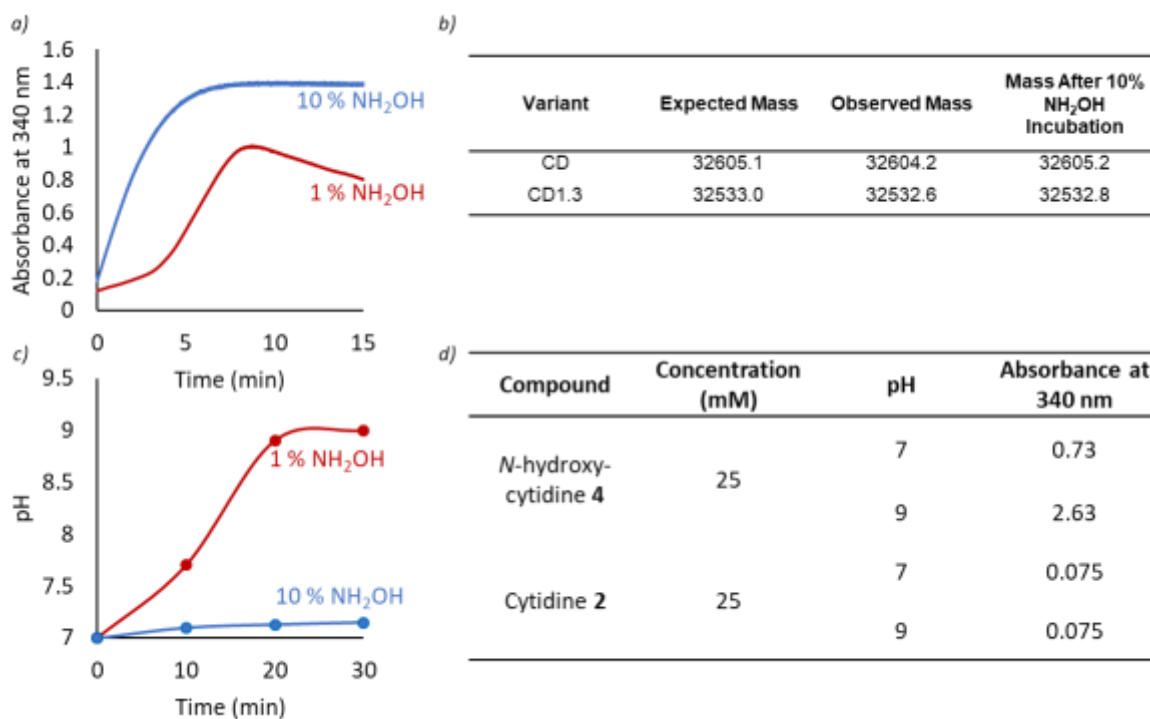 a)
Absorbance at 340 nm
1.6
1.4
1.2
1
0.8
0.6
0.4
0.2
0
10 % NH₂OH
1 % NH₂OH
0 5 10 15
Time (min)
b)
Variant Expected Mass Observed Mass Mass After 10%
NH₂OH
Incubation
CD 32605.1 32604.2 32605.2
CD1.3 32533.0 32532.6 32532.8
c)
pH
9.5
9
8.5
8
7.5
7
1 % NH₂OH
10 % NH₂OH
0 10 20 30
Time (min)
d)
Compound Concentration
(mM) pH Absorbance at
340 nm
N-hydroxy-
cytidine 4 25 7 0.73
9 2.63
Cytidine 2 25 7 0.075
9 0.075